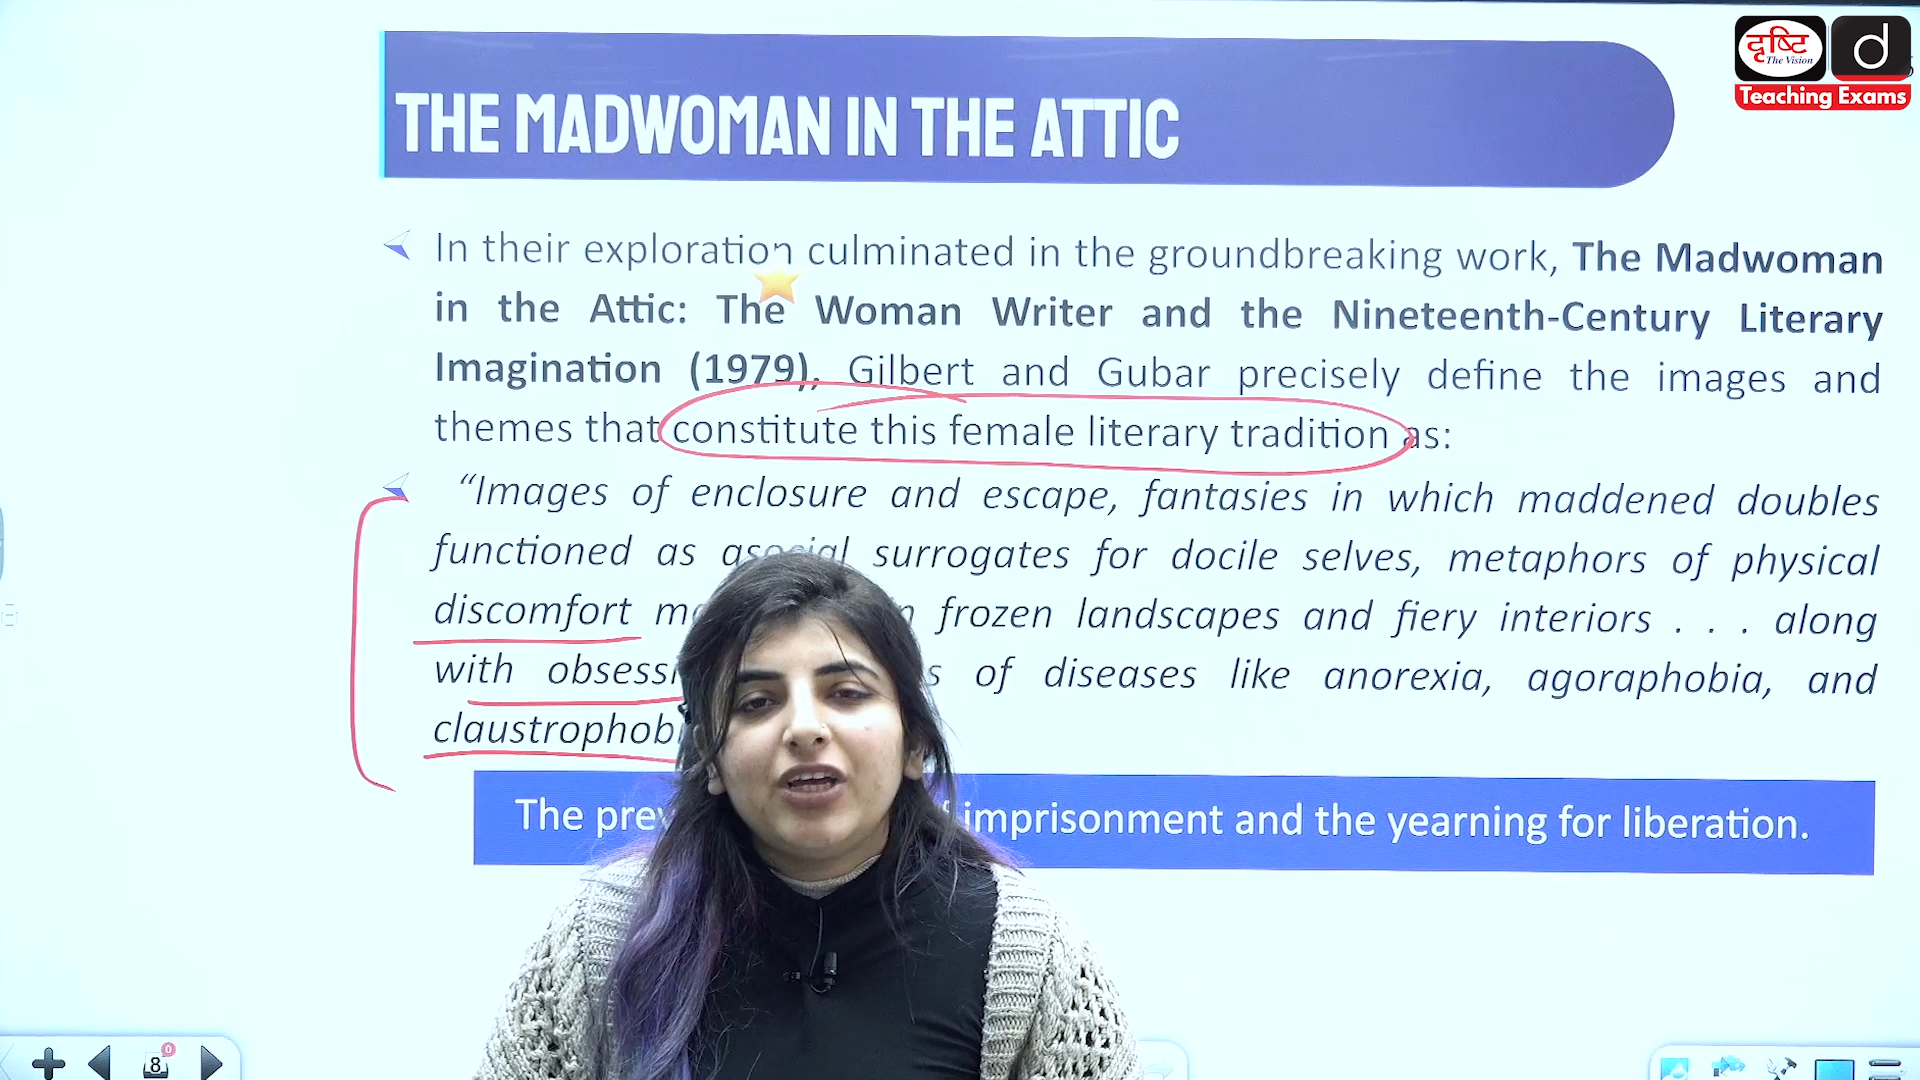 दृष्टि
The Vision
d
Teaching Exams
THE MADWOMAN IN THE ATTIC
In their exploration culminated in the groundbreaking work, The Madwoman
in the Attic: The Woman Writer and the Nineteenth-Century Literary
Imagination (1979), Gilbert and Gubar precisely define the images and
themes that constitute this female literary tradition as:
“Images of enclosure and escape, fantasies in which maddened doubles
functioned as asocial surrogates for docile selves, metaphors of physical
discomfort frozen landscapes and fiery interiors . . . along
with of diseases like anorexia, agoraphobia, and
The imprisonment and the yearning for liberation.
8
0